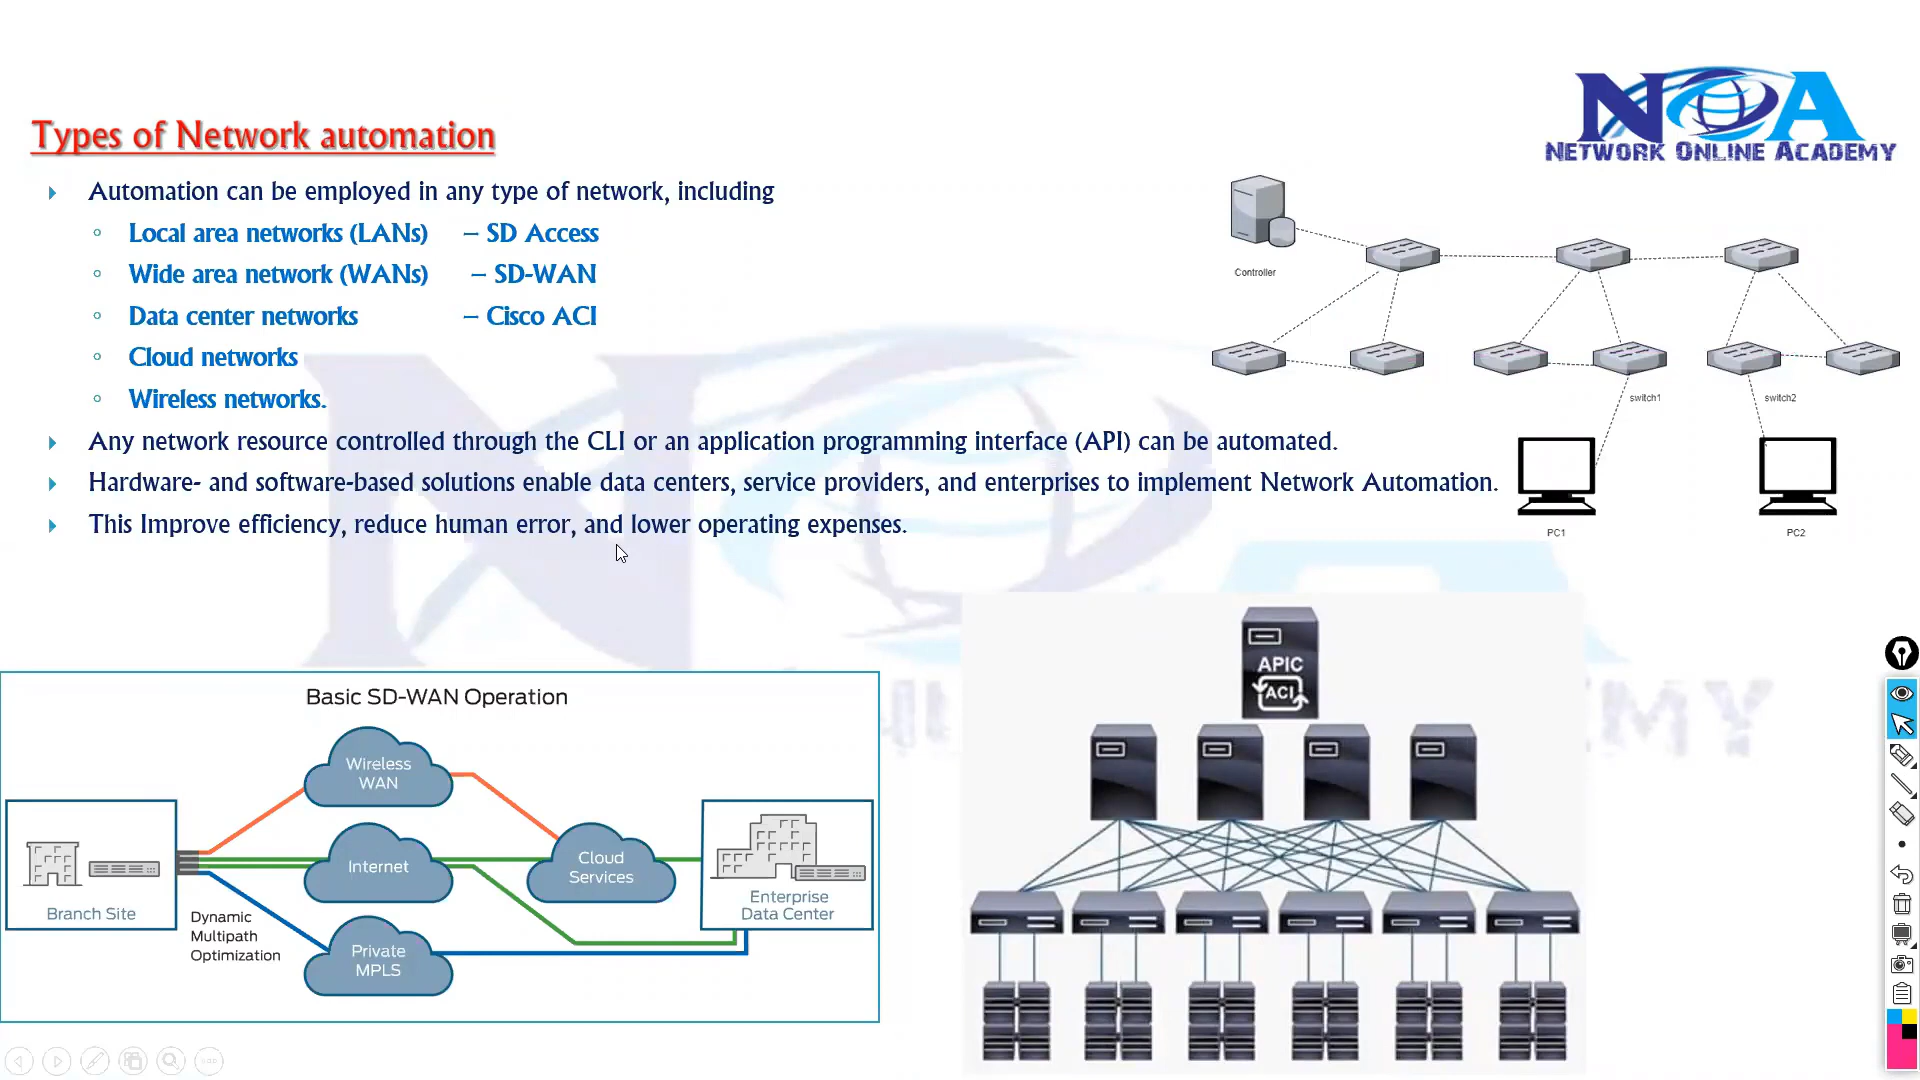 NOA
NETWORK ONLINE ACADEMY
Types of Network automation
Automation can be employed in any type of network, including
Local area networks (LANs) – SD Access
Wide area network (WANs) – SD-WAN
Data center networks – Cisco ACI
Cloud networks
Wireless networks.
Any network resource controlled through the CLI or an application programming interface (API) can be automated.
Hardware- and software-based solutions enable data centers, service providers, and enterprises to implement Network Automation.
This Improve efficiency, reduce human error, and lower operating expenses.
Controller
switch1
switch2
PC1
PC2
Basic SD-WAN Operation
Wireless
WAN
Internet
Cloud
Services
Private
MPLS
Branch Site
Dynamic
Multipath
Optimization
Enterprise
Data Center
APIC
ACI